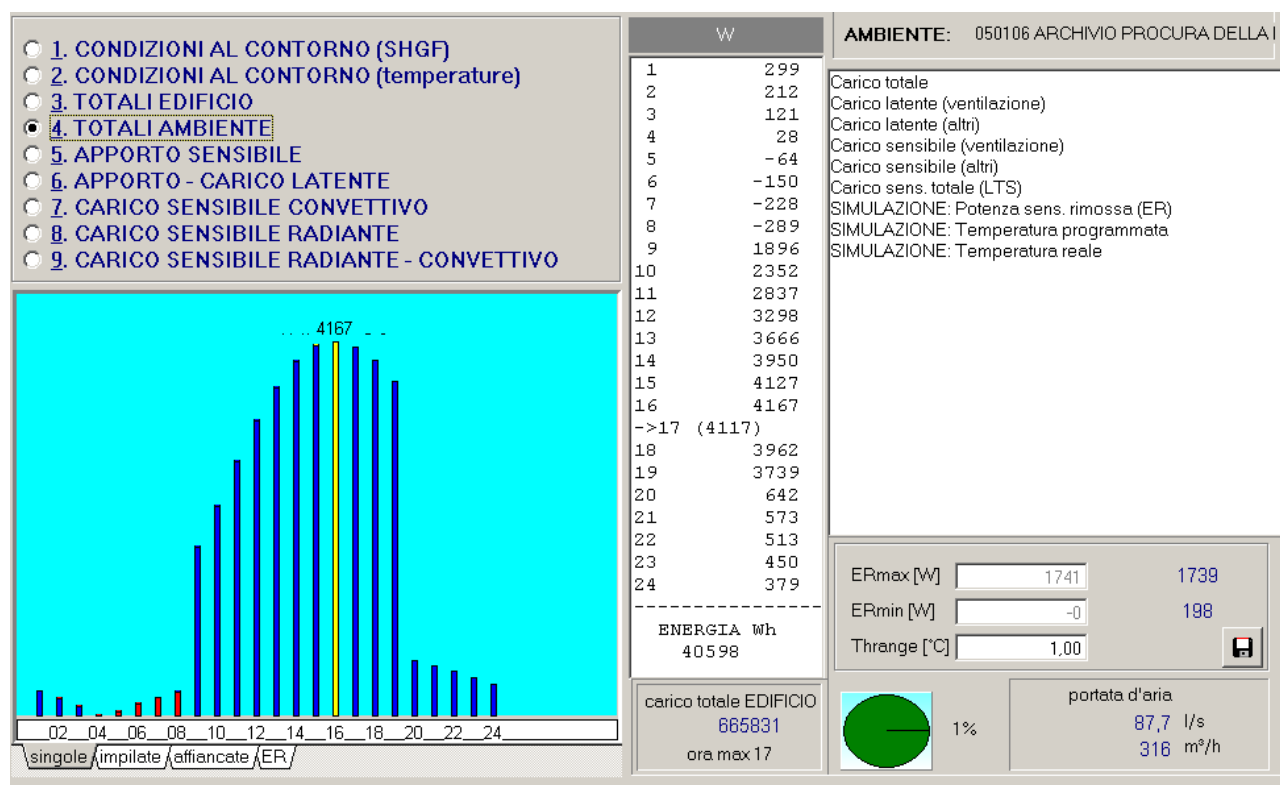 1. CONDIZIONI AL CONTORNO (SHGF)
2. CONDIZIONI AL CONTORNO (temperature)
3. TOTALI EDIFICIO
4. TOTALI AMBIENTE
5. APPORTO SENSIBILE
6. APPORTO - CARICO LATENTE
7. CARICO SENSIBILE CONVETTIVO
8. CARICO SENSIBILE RADIANTE
9. CARICO SENSIBILE RADIANTE - CONVETTIVO
4167
02 04 06 08 10 12 14 16 18 20 22 24
singole impilate affiancate ER
W
1 299
2 212
3 121
4 28
5 -64
6 -150
7 -228
8 -289
9 1896
10 2352
11 2837
12 3298
13 3666
14 3950
15 4127
16 4167
->17 (4117)
18 3962
19 3739
20 642
21 573
22 513
23 450
24 379
----------------
ENERGIA Wh
40598
carico totale EDIFICIO
665831
ora max 17
AMBIENTE: 050106 ARCHIVIO PROCURA DELLA
Carico totale
Carico latente (ventilazione)
Carico latente (altri)
Carico sensibile (ventilazione)
Carico sensibile (altri)
Carico sens. totale (LTS)
SIMULAZIONE: Potenza sens. rimossa (ER)
SIMULAZIONE: Temperatura programmata
SIMULAZIONE: Temperatura reale
ERmax [W] 1741 1739
ERmin [W] -0 198
Thrange [°C] 1,00
1%
portata d'aria
87,7 l/s
316 m³/h